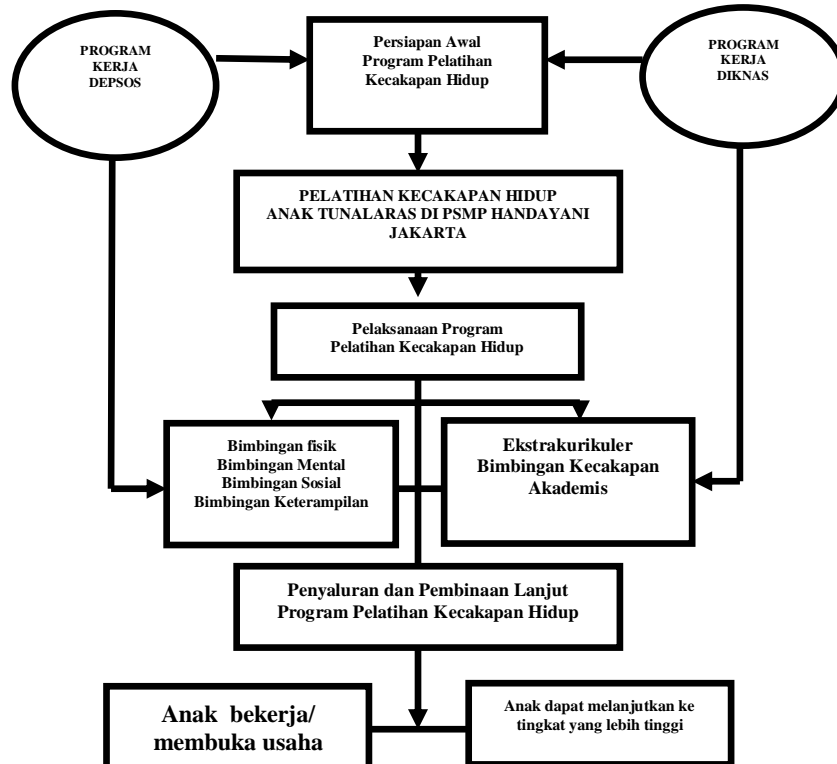 PROGRAM
KERJA
DEPSOS
Persiapan Awal
Program Pelatihan
Kecakapan Hidup
PROGRAM
KERJA
DIKNAS
PELATIHAN KECAKAPAN HIDUP
ANAK TUNALARAS DI PSMP HANDAYANI
JAKARTA
Pelaksanaan Program
Pelatihan Kecakapan Hidup
Bimbingan fisik
Bimbingan Mental
Bimbingan Sosial
Bimbingan Keterampilan
Ekstrakurikuler
Bimbingan Kecakapan
Akademis
Penyaluran dan Pembinaan Lanjut
Program Pelatihan Kecakapan Hidup
Anak bekerja/
membuka usaha
Anak dapat melanjutkan ke
tingkat yang lebih tinggi